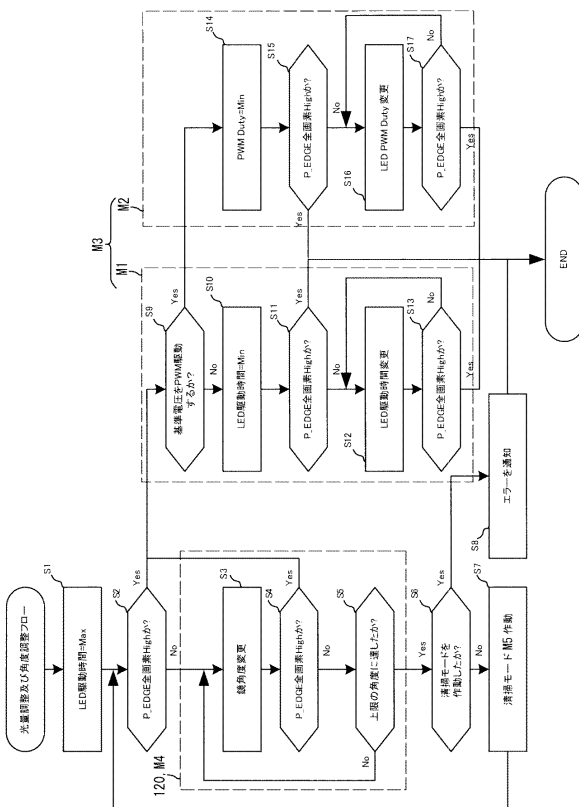 光量調整及び角度調整フロー
S1
LED駆動時間=Max
S2
P_EDGE全画素Highか?
Yes
No
120, M4
S3
鏡角度変更
S4
P_EDGE全画素Highか?
Yes
No
S5
上限の角度に達したか?
No
Yes
S6
清掃モードを
作動したか?
Yes
No
S7
清掃モード M5 作動
S8
エラーを通知
M3
M1
S9
基準電圧をPWM駆動
するか?
Yes
No
S10
LED駆動時間=Min
S11
P_EDGE全画素Highか?
Yes
No
S12
LED駆動時間変更
S13
P_EDGE全画素Highか?
No
Yes
M2
S14
PWM Duty=Min
S15
P_EDGE全画素Highか?
Yes
No
S16
LED PWM Duty 変更
S17
P_EDGE全画素Highか?
No
Yes
END